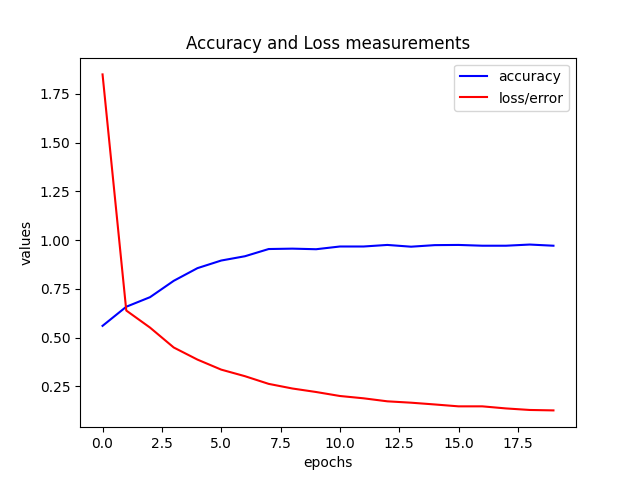 Accuracy and Loss measurements
accuracy
loss/error
1.75
1.50
1.25
1.00
0.75
0.50
0.25
values
0.0 2.5 5.0 7.5 10.0 12.5 15.0 17.5
epochs